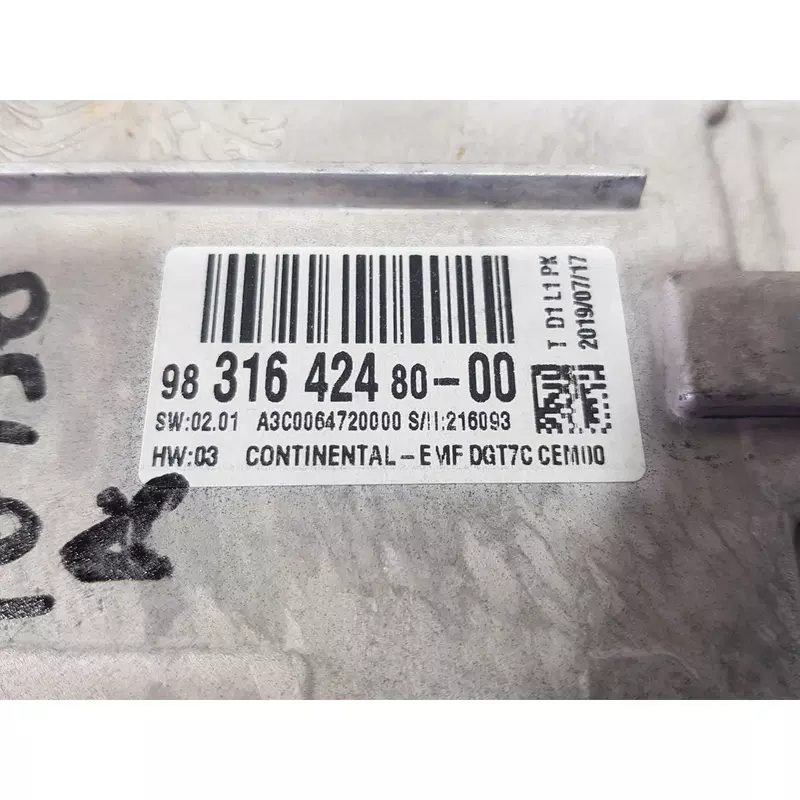 98 316 424 80-00
SW:02.01 A3C0064720000 S/N:216093
HW:03 CONTINENTAL-EMF DGT7C CEM00
T D1 L1 PK
2019/07/17